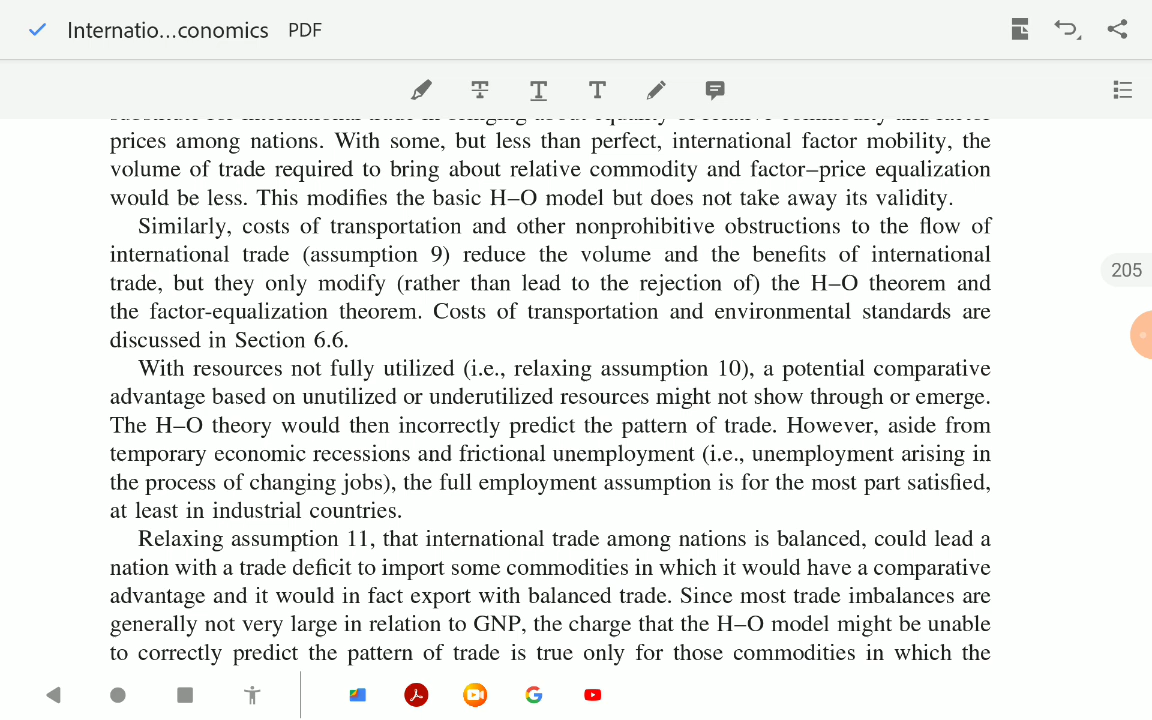 Internatio...conomics PDF
prices among nations. With some, but less than perfect, international factor mobility, the
volume of trade required to bring about relative commodity and factor–price equalization
would be less. This modifies the basic H–O model but does not take away its validity.
Similarly, costs of transportation and other nonprohibitive obstructions to the flow of
international trade (assumption 9) reduce the volume and the benefits of international
trade, but they only modify (rather than lead to the rejection of) the H–O theorem and
the factor-equalization theorem. Costs of transportation and environmental standards are
discussed in Section 6.6.
205
With resources not fully utilized (i.e., relaxing assumption 10), a potential comparative
advantage based on unutilized or underutilized resources might not show through or emerge.
The H–O theory would then incorrectly predict the pattern of trade. However, aside from
temporary economic recessions and frictional unemployment (i.e., unemployment arising in
the process of changing jobs), the full employment assumption is for the most part satisfied,
at least in industrial countries.
Relaxing assumption 11, that international trade among nations is balanced, could lead a
nation with a trade deficit to import some commodities in which it would have a comparative
advantage and it would in fact export with balanced trade. Since most trade imbalances are
generally not very large in relation to GNP, the charge that the H–O model might be unable
to correctly predict the pattern of trade is true only for those commodities in which the